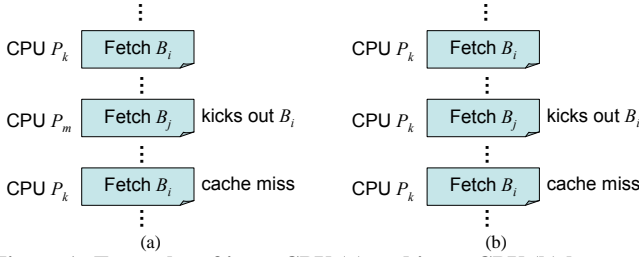 CPU P_k Fetch B_i
CPU P_m Fetch B_j kicks out B_i
CPU P_k Fetch B_i cache miss
(a)
CPU P_k Fetch B_i
CPU P_k Fetch B_j kicks out B_i
CPU P_k Fetch B_i cache miss
(b)